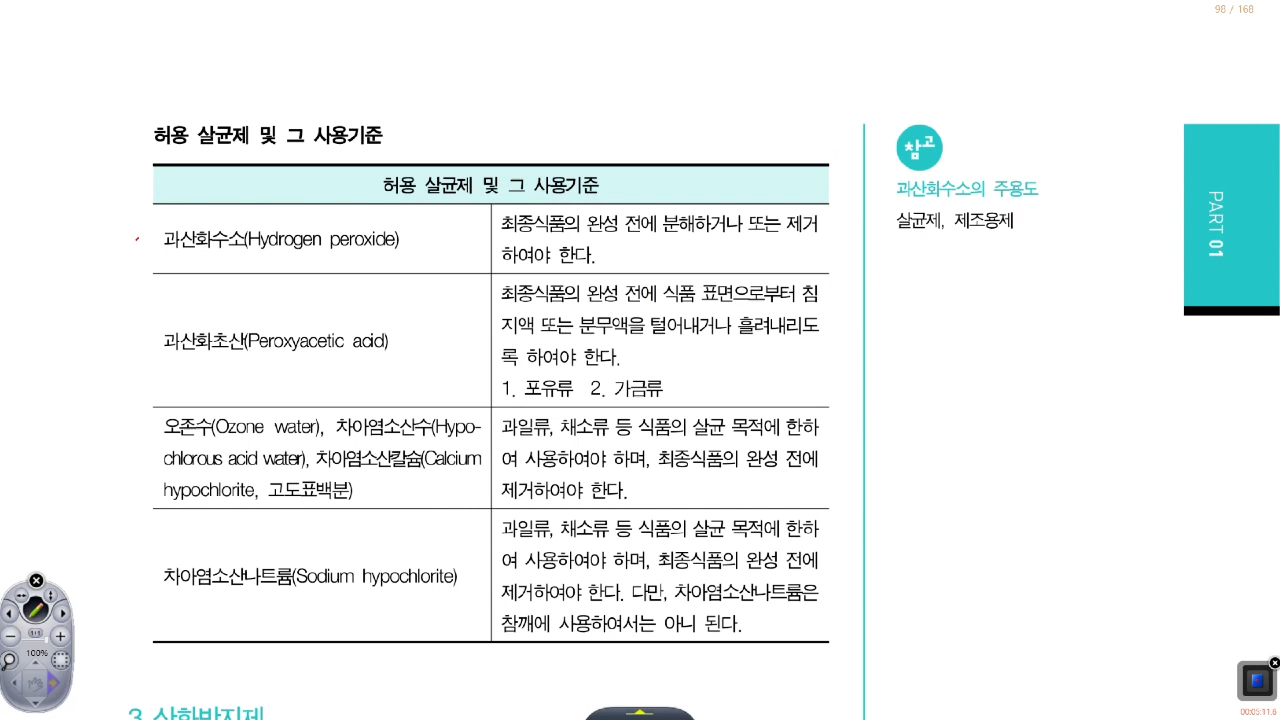 98 / 168
허용 살균제 및 그 사용기준
허용 살균제 및 그 사용기준
과산화수소(Hydrogen peroxide)
최종식품의 완성 전에 분해하거나 또는 제거
하여야 한다.
과산화초산(Peroxyacetic acid)
최종식품의 완성 전에 식품 표면으로부터 침
지액 또는 분무액을 털어내거나 흘려내리도
록 하여야 한다.
1. 포유류 2. 가금류
오존수(Ozone water), 차아염소산수(Hypo-
chlorous acid water), 차아염소산칼슘(Calcium
hypochlorite, 고도표백분)
과일류, 채소류 등 식품의 살균 목적에 한하
여 사용하여야 하며, 최종식품의 완성 전에
제거하여야 한다.
차아염소산나트륨(Sodium hypochlorite)
과일류, 채소류 등 식품의 살균 목적에 한하
여 사용하여야 하며, 최종식품의 완성 전에
제거하여야 한다. 다만, 차아염소산나트륨은
참깨에 사용하여서는 아니 된다.
참고
과산화수소의 주용도
살균제, 제조용제
PART 01
3 산화방지제
1/1
100%
00:05:11.6